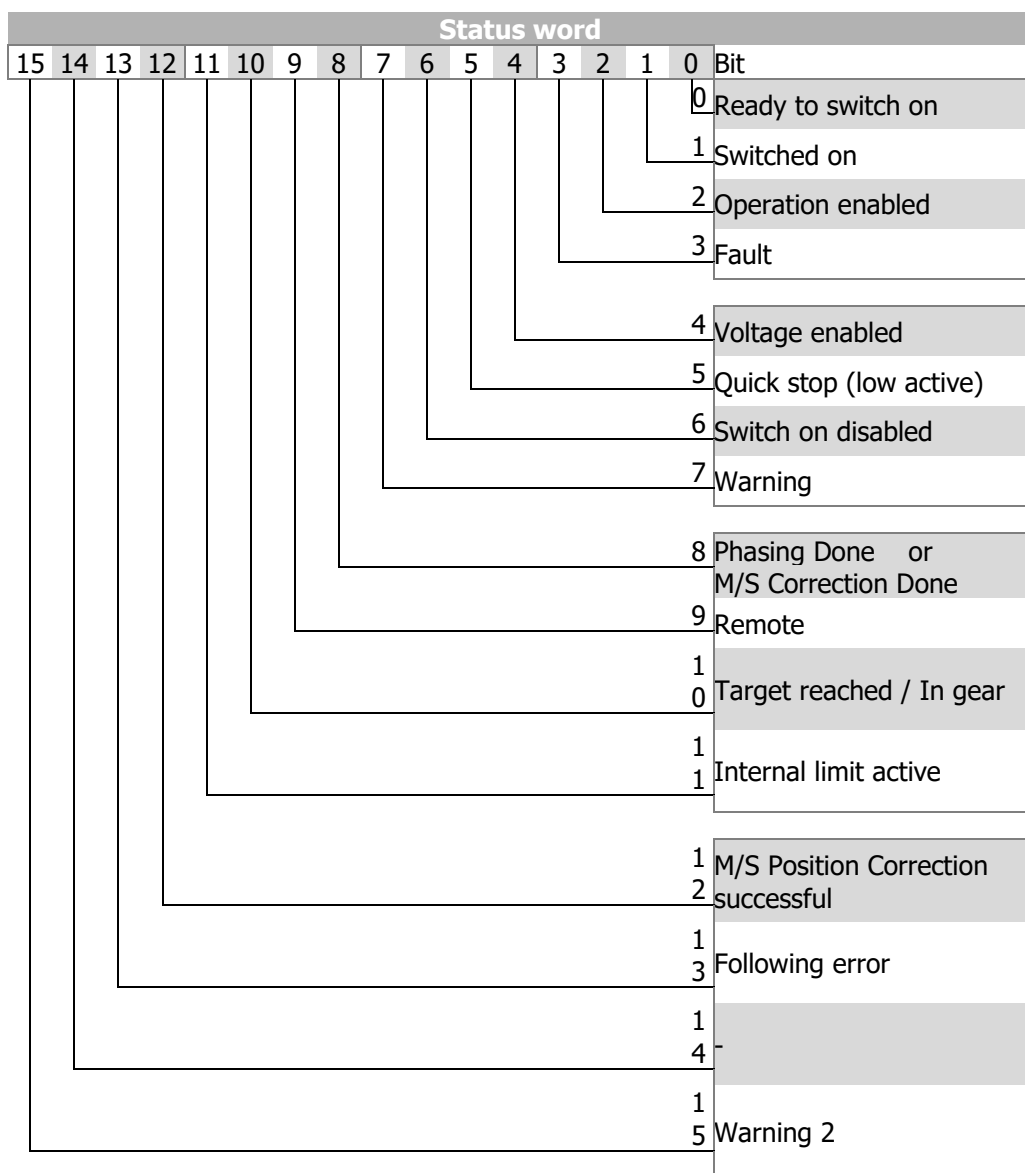 Status word
15 14 13 12 11 10 9 8 7 6 5 4 3 2 1 0 Bit
0 Ready to switch on
1 Switched on
2 Operation enabled
3 Fault
4 Voltage enabled
5 Quick stop (low active)
6 Switch on disabled
7 Warning
8 Phasing Done or
M/S Correction Done
9 Remote
1
0 Target reached / In gear
1
1 Internal limit active
1 M/S Position Correction
2 successful
1
3 Following error
1
4 -
1
5 Warning 2